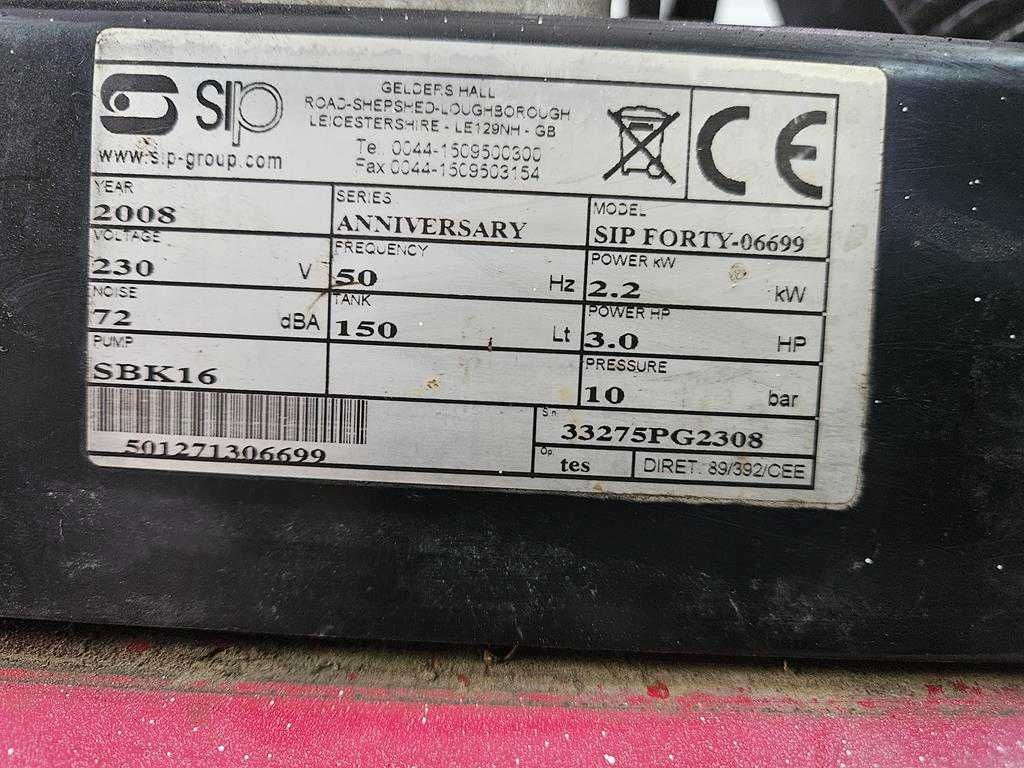 SIP
GELDERS HALL
ROAD-SHEPSHED-LOUGHBOROUGH
LEICESTERSHIRE - LE129NH - GB
Te. 0044-1509500300
Fax 0044-1509503154
www.sip-group.com
CE
YEAR
2008
SERIES
ANNIVERSARY
MODEL
SIP FORTY-06699
VOLTAGE
230 V
FREQUENCY
50 Hz
POWER KW
2.2 kW
NOISE
72 dBA
TANK
150 Lt
POWER HP
3.0 HP
PUMP
SBK16
PRESSURE
10 bar
501271306699
S.n.
33275PG2308
Op.
tes
DIRET. 89/392/CEE